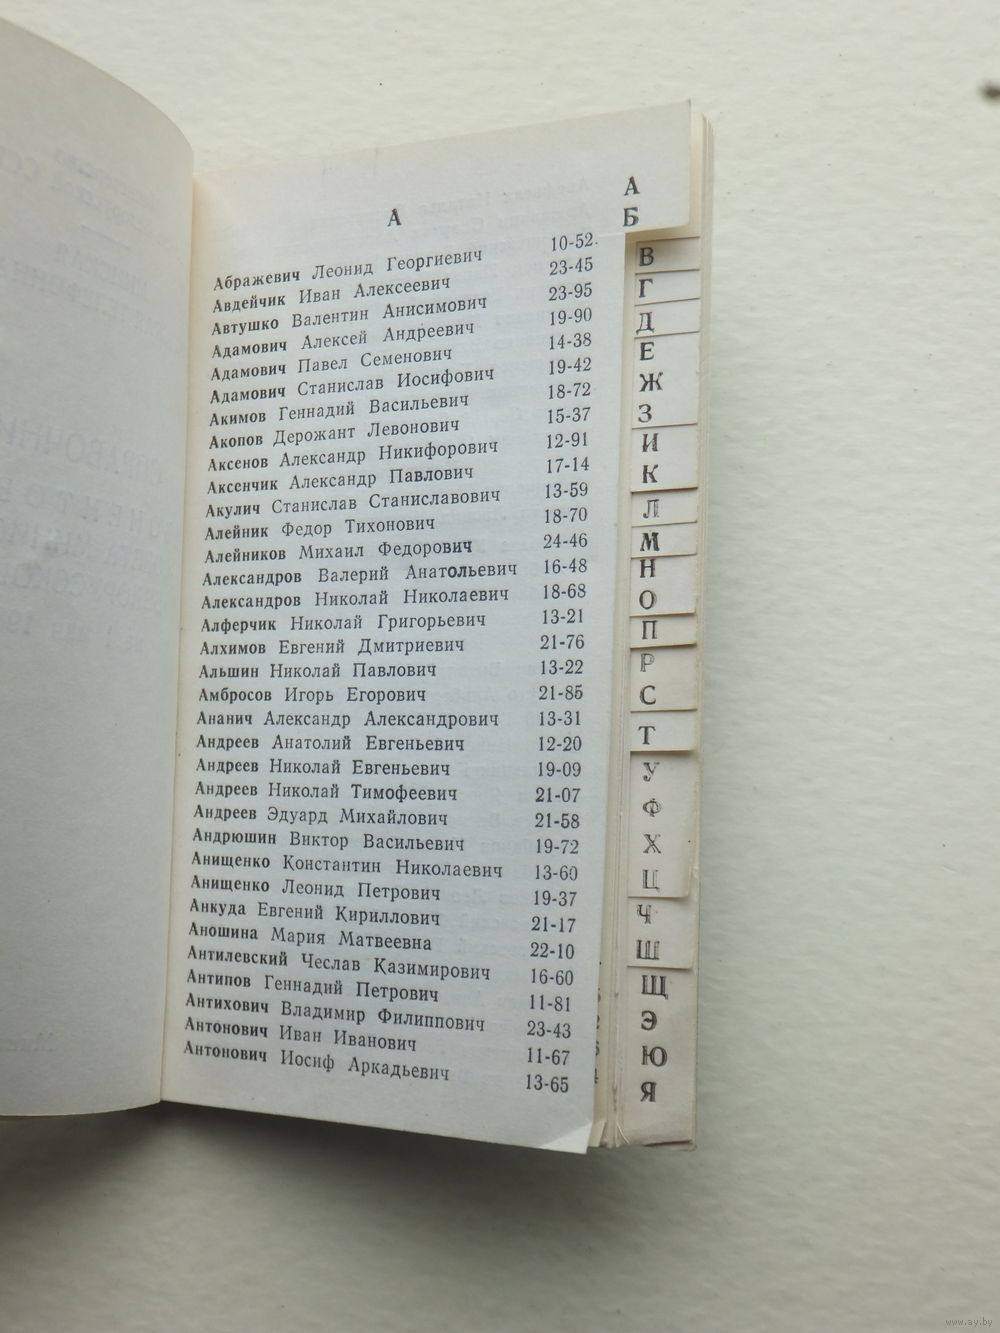 А
Абражевич Леонид Георгиевич 10-52
Авдейчик Иван Алексеевич 23-45
Автушко Валентин Анисимович 23-95
Адамович Алексей Андреевич 19-90
Адамович Павел Семенович 14-38
Адамович Станислав Иосифович 19-42
Акимов Геннадий Васильевич 18-72
Акопов Дерожант Левонович 15-37
Аксенов Александр Никифорович 12-91
Аксенчик Александр Павлович 17-14
Акулич Станислав Станиславович 13-59
Алейник Федор Тихонович 18-70
Алейников Михаил Федорович 24-46
Александров Валерий Анатольевич 16-48
Александров Николай Николаевич 18-68
Алферчик Николай Григорьевич 13-21
Алхимов Евгений Дмитриевич 21-76
Альшин Николай Павлович 13-22
Амбросов Игорь Егорович 21-85
Ананич Александр Александрович 13-31
Андреев Анатолий Евгеньевич 12-20
Андреев Николай Евгеньевич 19-09
Андреев Николай Тимофеевич 21-07
Андреев Эдуард Михайлович 21-58
Андрюшин Виктор Васильевич 19-72
Анищенко Константин Николаевич 13-60
Анищенко Леонид Петрович 19-37
Анкуда Евгений Кириллович 21-17
Аношина Мария Матвеевна 22-10
Антилевский Чеслав Казимирович 16-60
Антипов Геннадий Петрович 11-81
Антихович Владимир Филиппович 23-43
Антонович Иван Иванович 11-67
Антонович Иосиф Аркадьевич 13-65
А
Б
В
Г
Д
Е
Ж
З
И
К
Л
М
Н
О
П
Р
С
Т
У
Ф
Х
Ц
Ч
Ш
Щ
Э
Ю
Я
www.ay.by